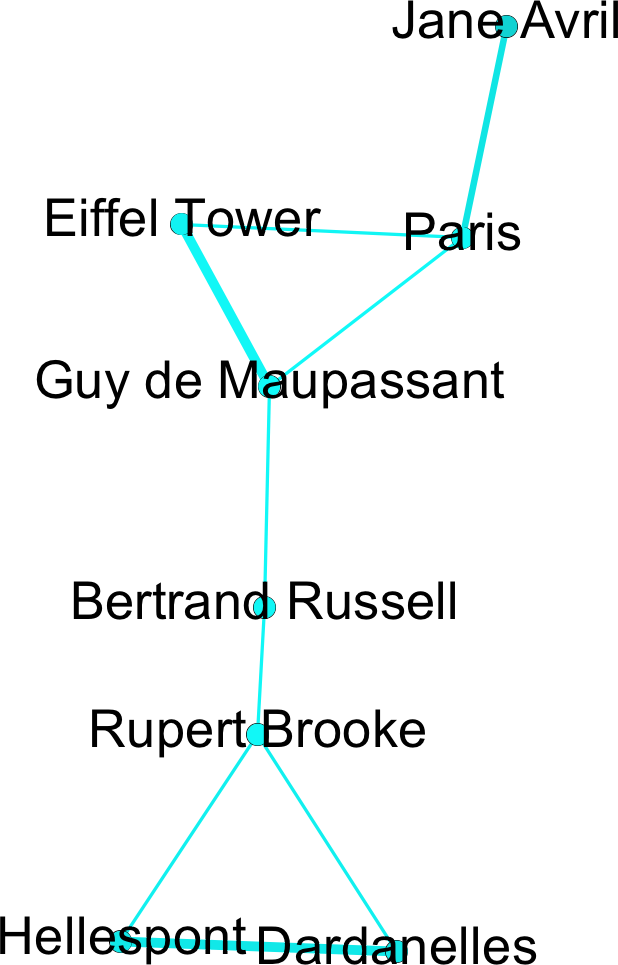 Jane Avril
Eiffel Tower
Paris
Guy de Maupassant
Bertrand Russell
Rupert Brooke
Hellespont
Dardanelles